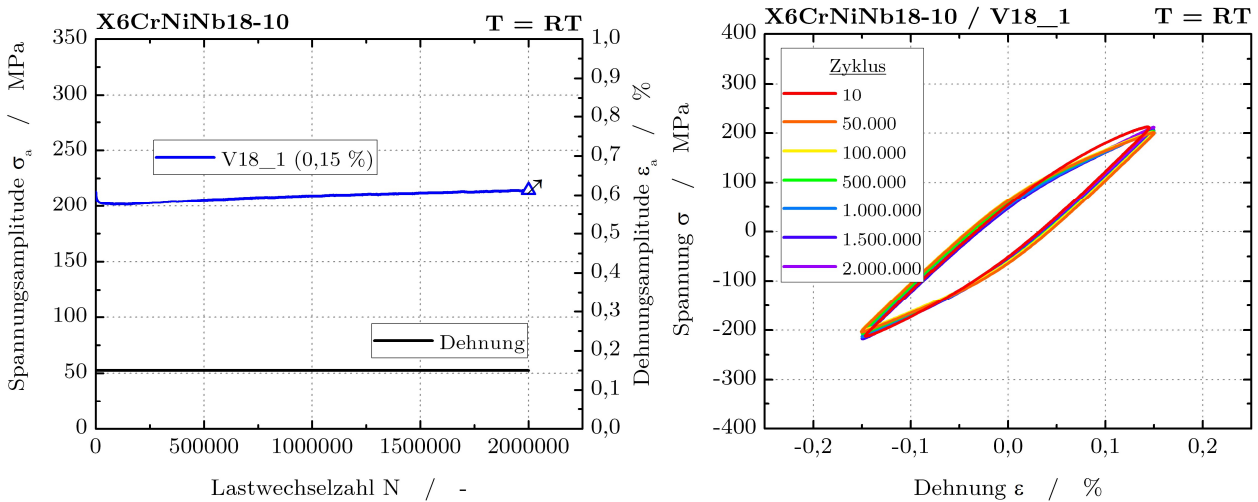 X6CrNiNb18-10 T = RT
Spannungsamplitude σa / MPa
350
300
250
200
150
100
50
0
V18_1 (0,15 %)
Dehnung
1,0
0,9
0,8
0,7
0,6
0,5
0,4
0,3
0,2
0,1
0,0
Dehnungsamplitude εa / %
0 500000 1000000 1500000 2000000
Lastwechselzahl N / -
X6CrNiNb18-10 / V18_1 T = RT
Spannung σ / MPa
400
300
200
100
0
-100
-200
-300
-400
Zyklus
10
50.000
100.000
500.000
1.000.000
1.500.000
2.000.000
-0,2 -0,1 0,0 0,1 0,2
Dehnung ε / %